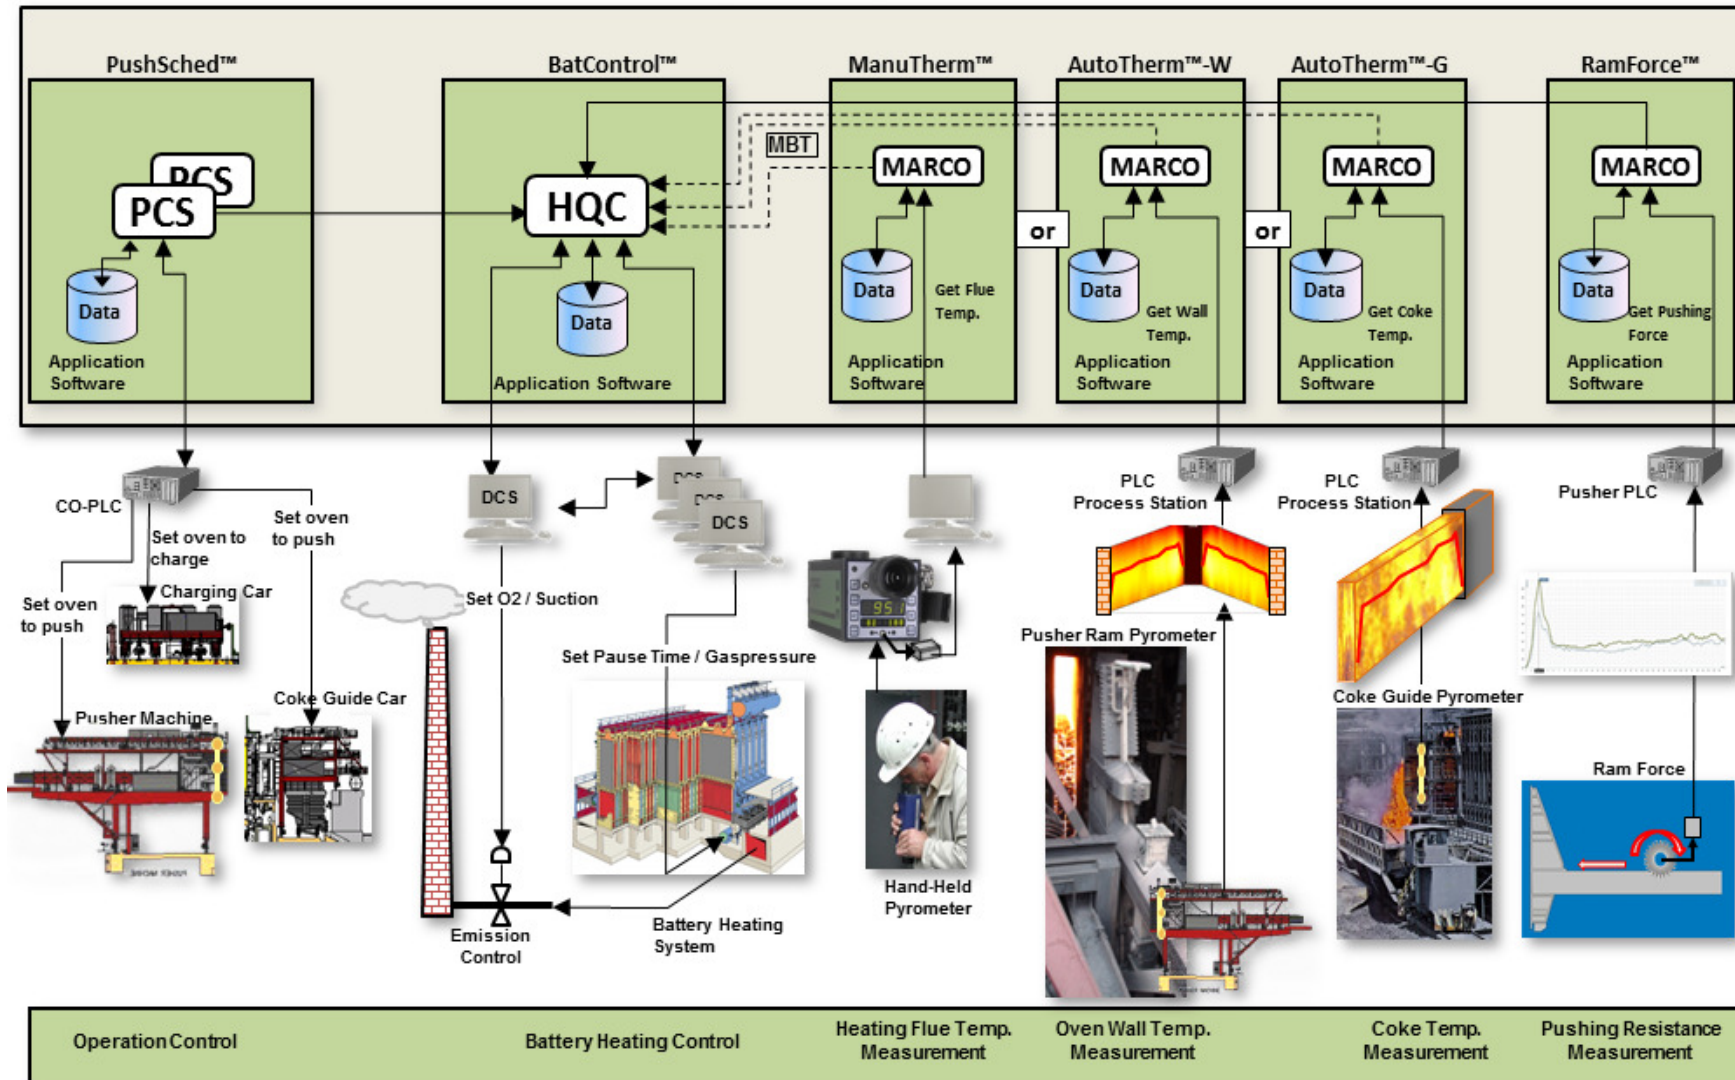 PushSched™
BatControl™
ManuTherm™
AutoTherm™-W
AutoTherm™-G
RamForce™
PCS
PCS
HQC
MBT
MARCO
MARCO
MARCO
MARCO
or
or
Data
Data
Data
Data
Data
Data
Get Flue
Temp.
Get Wall
Temp.
Get Coke
Temp.
Get Pushing
Force
Application
Software
Application Software
Application
Software
Application
Software
Application
Software
Application
Software
CO-PLC
DCS
DCS
DCS
DCS
PLC
Process Station
PLC
Process Station
Pusher PLC
Set oven to
charge
Set oven
to push
Set oven
to push
Charging Car
Coke Guide Car
Pusher Machine
PUSHER MACHINE
Set O2 / Suction
Set Pause Time / Gaspressure
951
Pusher Ram Pyrometer
Coke Guide Pyrometer
Ram Force
Hand-Held
Pyrometer
Battery Heating
System
Emission
Control
Operation Control
Battery Heating Control
Heating Flue Temp.
Measurement
Oven Wall Temp.
Measurement
Coke Temp.
Measurement
Pushing Resistance
Measurement